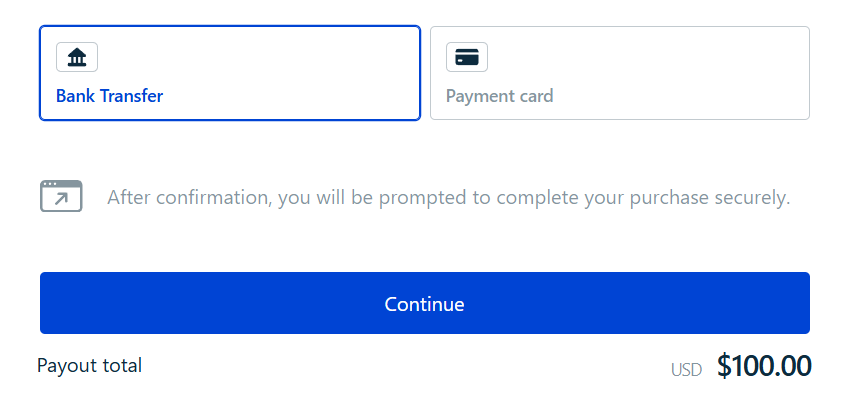 Bank Transfer
Payment card
After confirmation, you will be prompted to complete your purchase securely.
Continue
Payout total USD $100.00